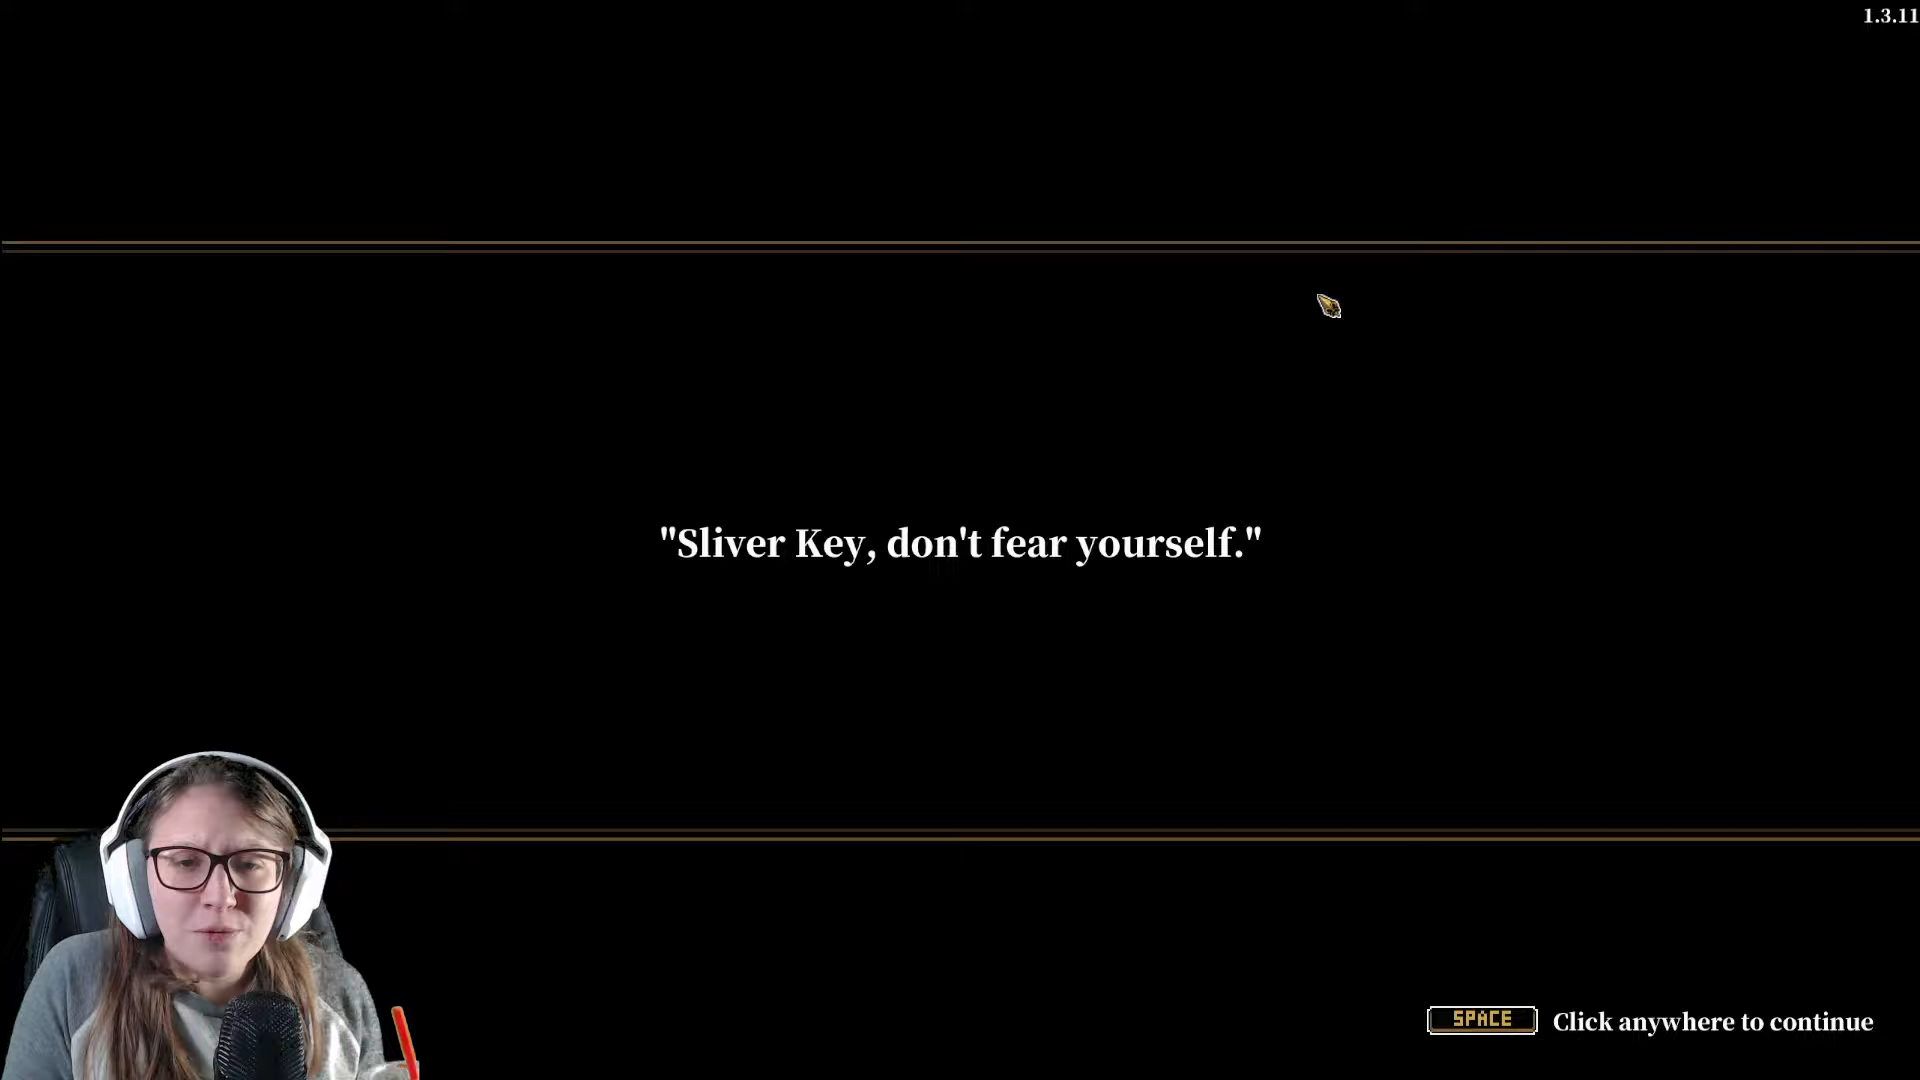 1.3.11
"Sliver Key, don't fear yourself."
SPACE Click anywhere to continue